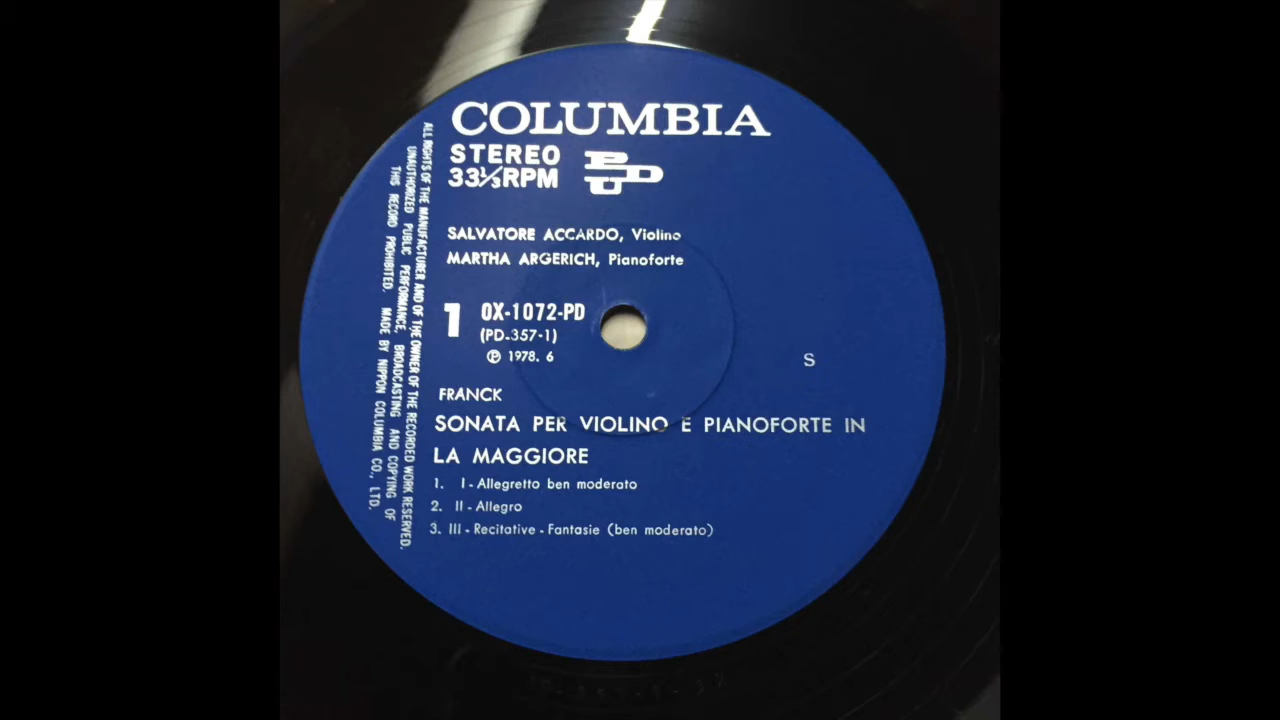 COLUMBIA
STEREO
33⅓RPM
PDU
SALVATORE ACCARDO, Violino
MARTHA ARGERICH, Pianoforte
1
OX-1072-PD
(PD-357-1)
Ⓟ 1978. 6
S
FRANCK
SONATA PER VIOLINO E PIANOFORTE IN
LA MAGGIORE
1. I - Allegretto ben moderato
2. II - Allegro
3. III - Recitative - Fantasie (ben moderato)
ALL RIGHTS OF THE MANUFACTURER AND OF THE OWNER OF THE RECORDED WORK RESERVED.
UNAUTHORIZED PUBLIC PERFORMANCE, BROADCASTING AND COPYING OF
THIS RECORD PROHIBITED. MADE BY NIPPON COLUMBIA CO., LTD.